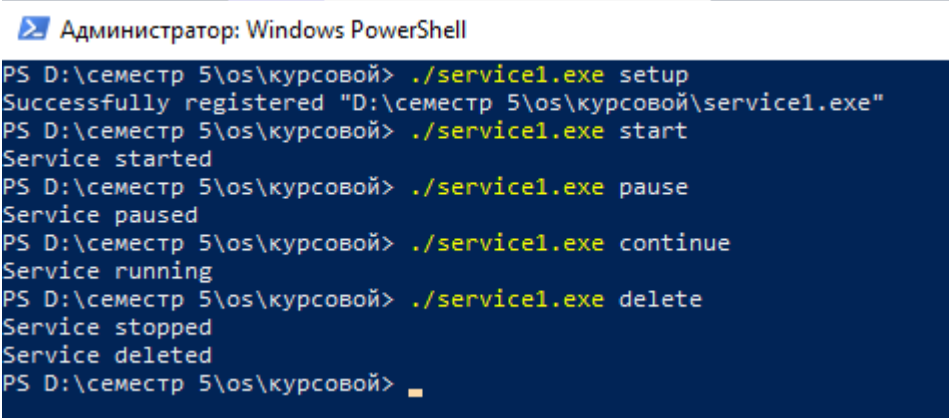 Администратор: Windows PowerShell
PS D:\семестр 5\os\курсовой> ./service1.exe setup
Successfully registered "D:\семестр 5\os\курсовой\service1.exe"
PS D:\семестр 5\os\курсовой> ./service1.exe start
Service started
PS D:\семестр 5\os\курсовой> ./service1.exe pause
Service paused
PS D:\семестр 5\os\курсовой> ./service1.exe continue
Service running
PS D:\семестр 5\os\курсовой> ./service1.exe delete
Service stopped
Service deleted
PS D:\семестр 5\os\курсовой>